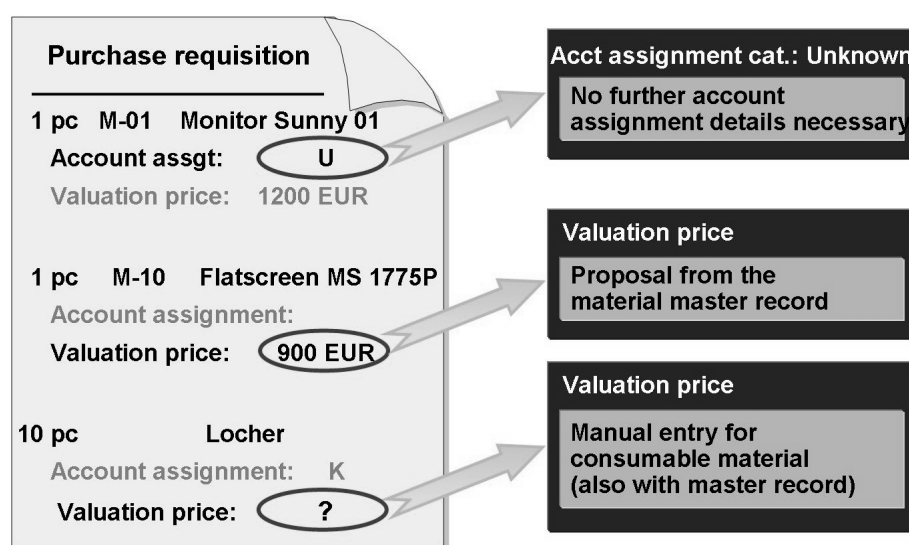 Purchase requisition
1 pc M-01 Monitor Sunny 01
Account assgt: U
Valuation price: 1200 EUR
1 pc M-10 Flatscreen MS 1775P
Account assignment:
Valuation price: 900 EUR
10 pc Locher
Account assignment: K
Valuation price: ?
Acct assignment cat.: Unknown
No further account
assignment details necessary
Valuation price
Proposal from the
material master record
Valuation price
Manual entry for
consumable material
(also with master record)